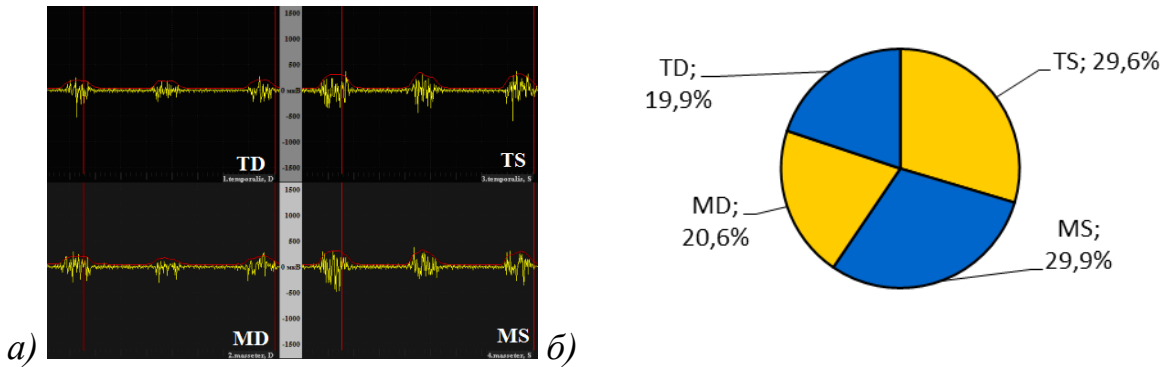 1500
1000
500
0 мкВ
-500
-1000
-1500
TD
TS
1.temporalis, D
3.temporalis, S
1500
1000
500
0 мкВ
-500
-1000
-1500
MD
MS
2.masseter, D
4.masseter, S
а)
б)
TD;
19,9%
TS; 29,6%
MD;
20,6%
MS;
29,9%